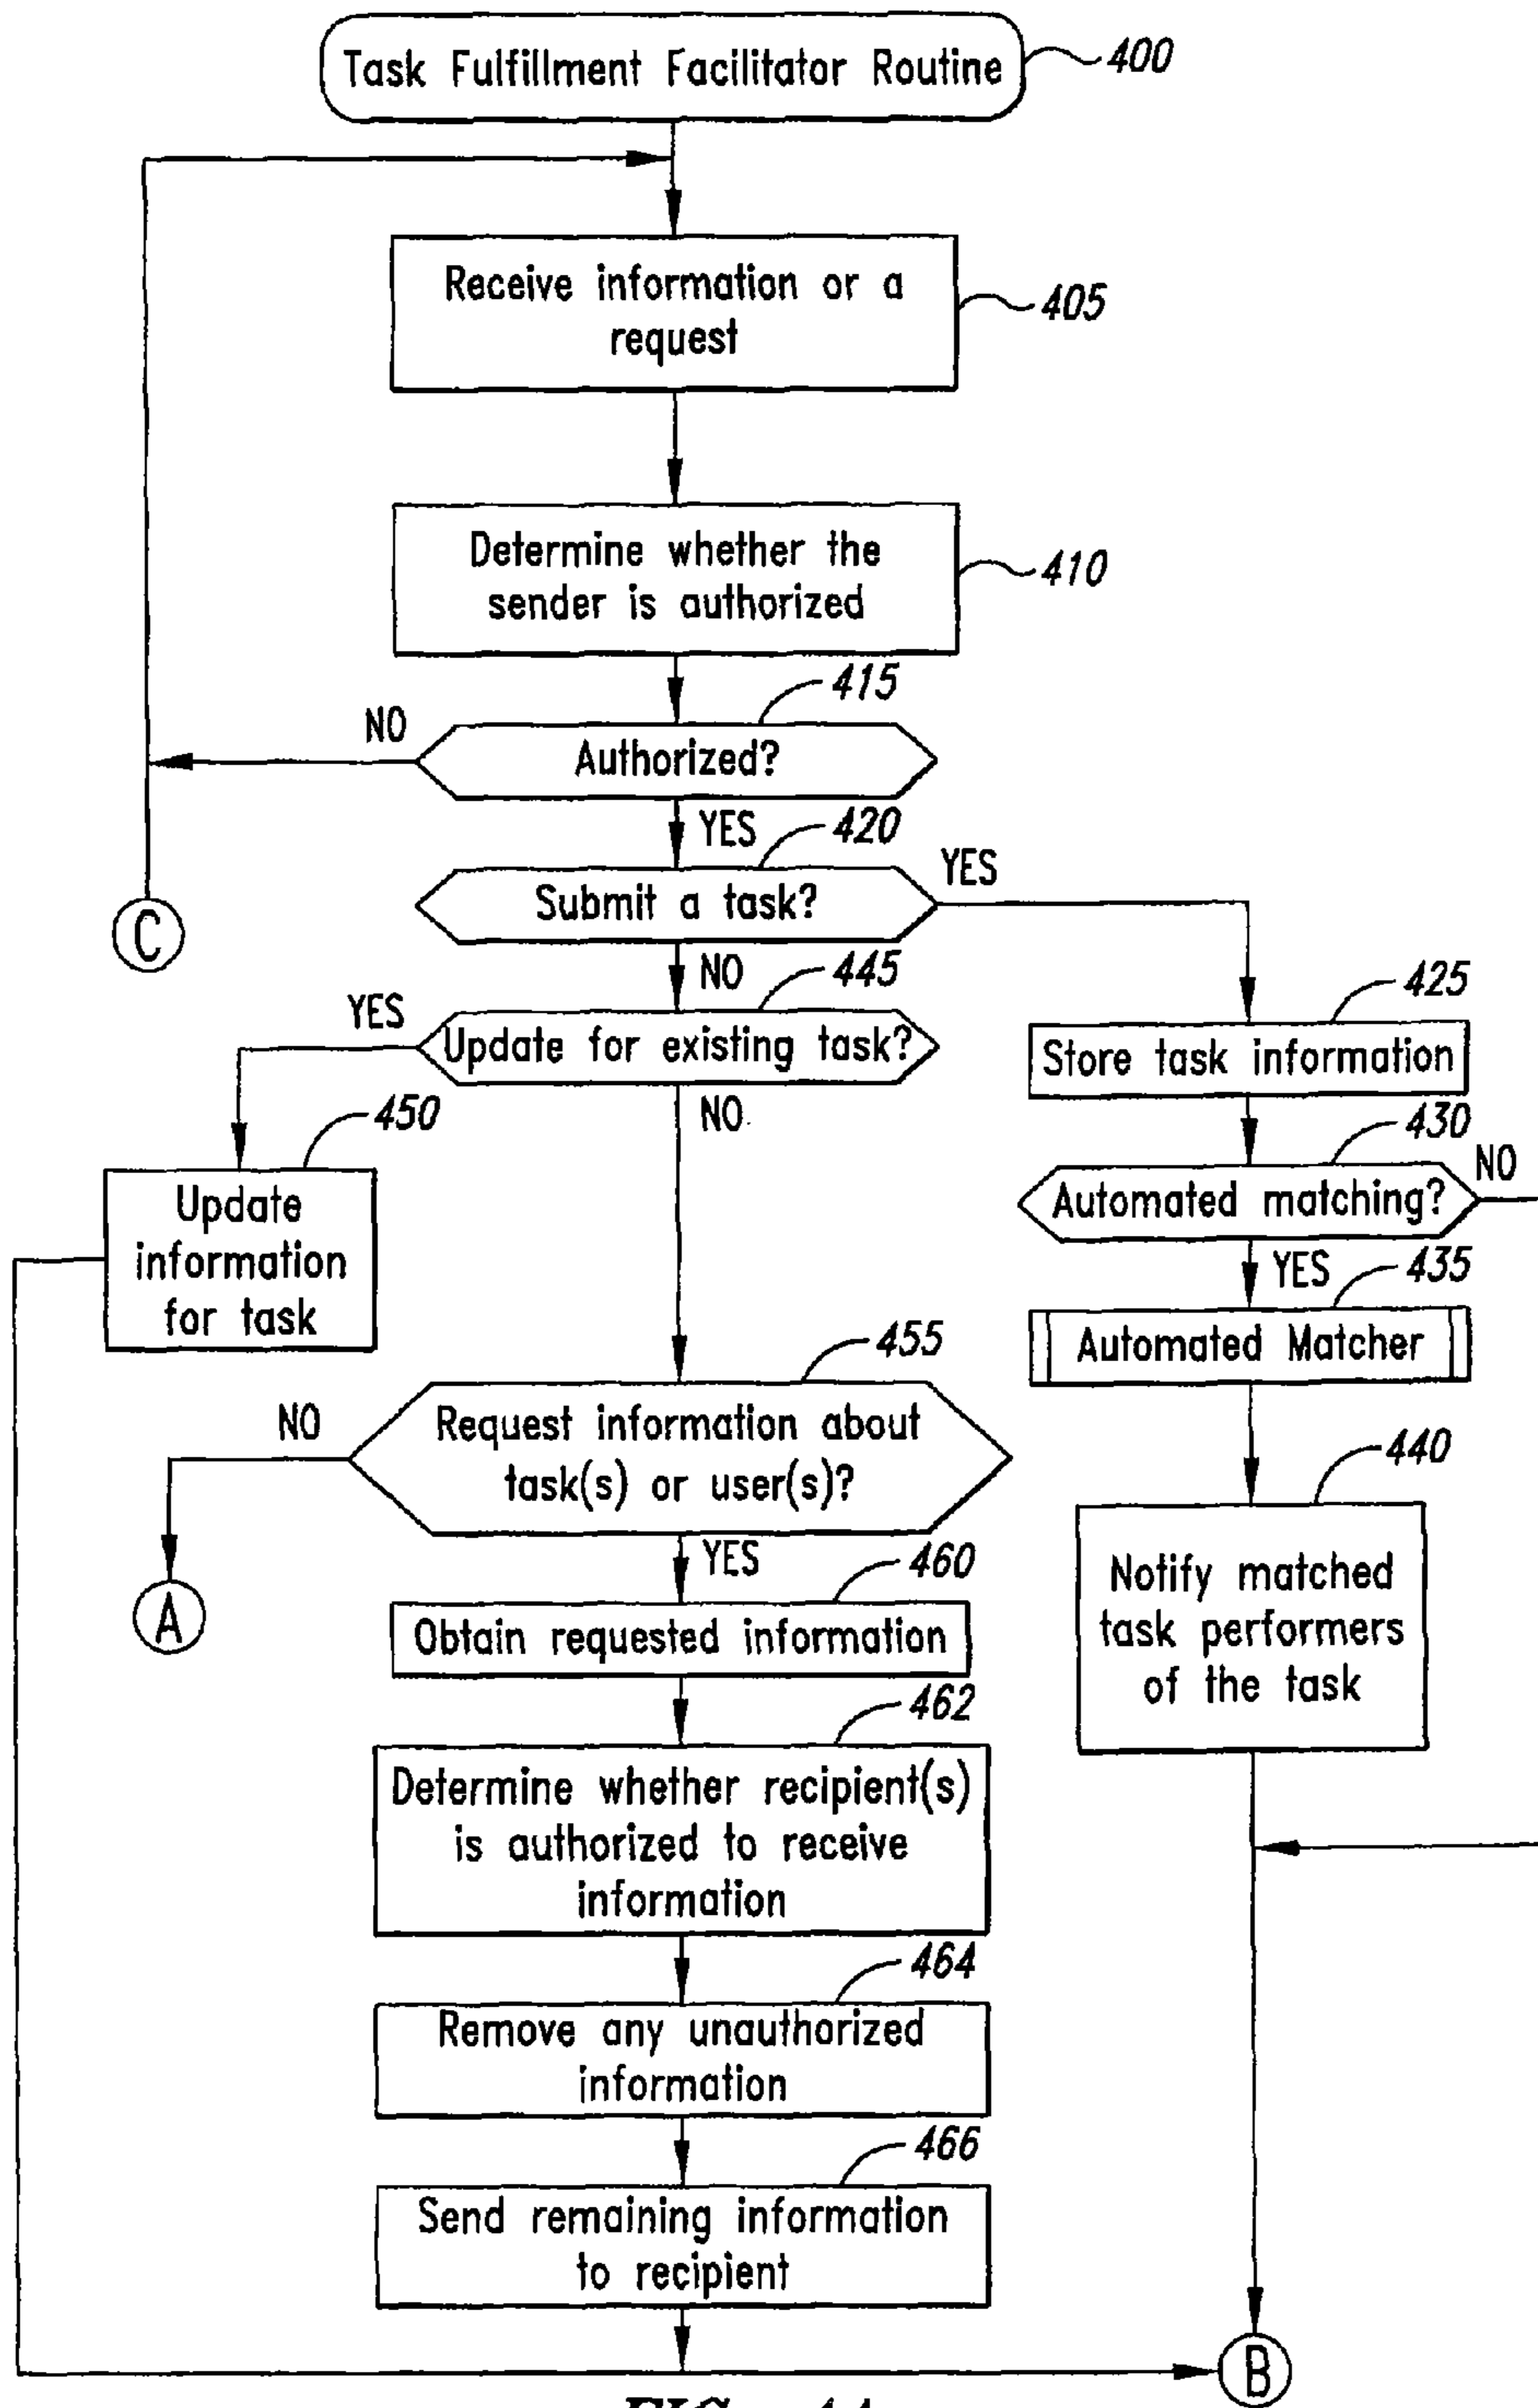 Task Fulfillment Facilitator Routine
400
Receive information or a
request
405
Determine whether the
sender is authorized
410
415
NO
Authorized?
YES
420
YES
Submit a task?
C
NO
445
425
YES
Update for existing task?
Store task information
NO
450
430
NO
Update
information
for task
Automated matching?
YES
435
Automated Matcher
455
NO
Request information about
task(s) or user(s)?
440
YES
460
Notify matched
task performers
of the task
A
Obtain requested information
462
Determine whether recipient(s)
is authorized to receive
information
464
Remove any unauthorized
information
466
Send remaining information
to recipient
B